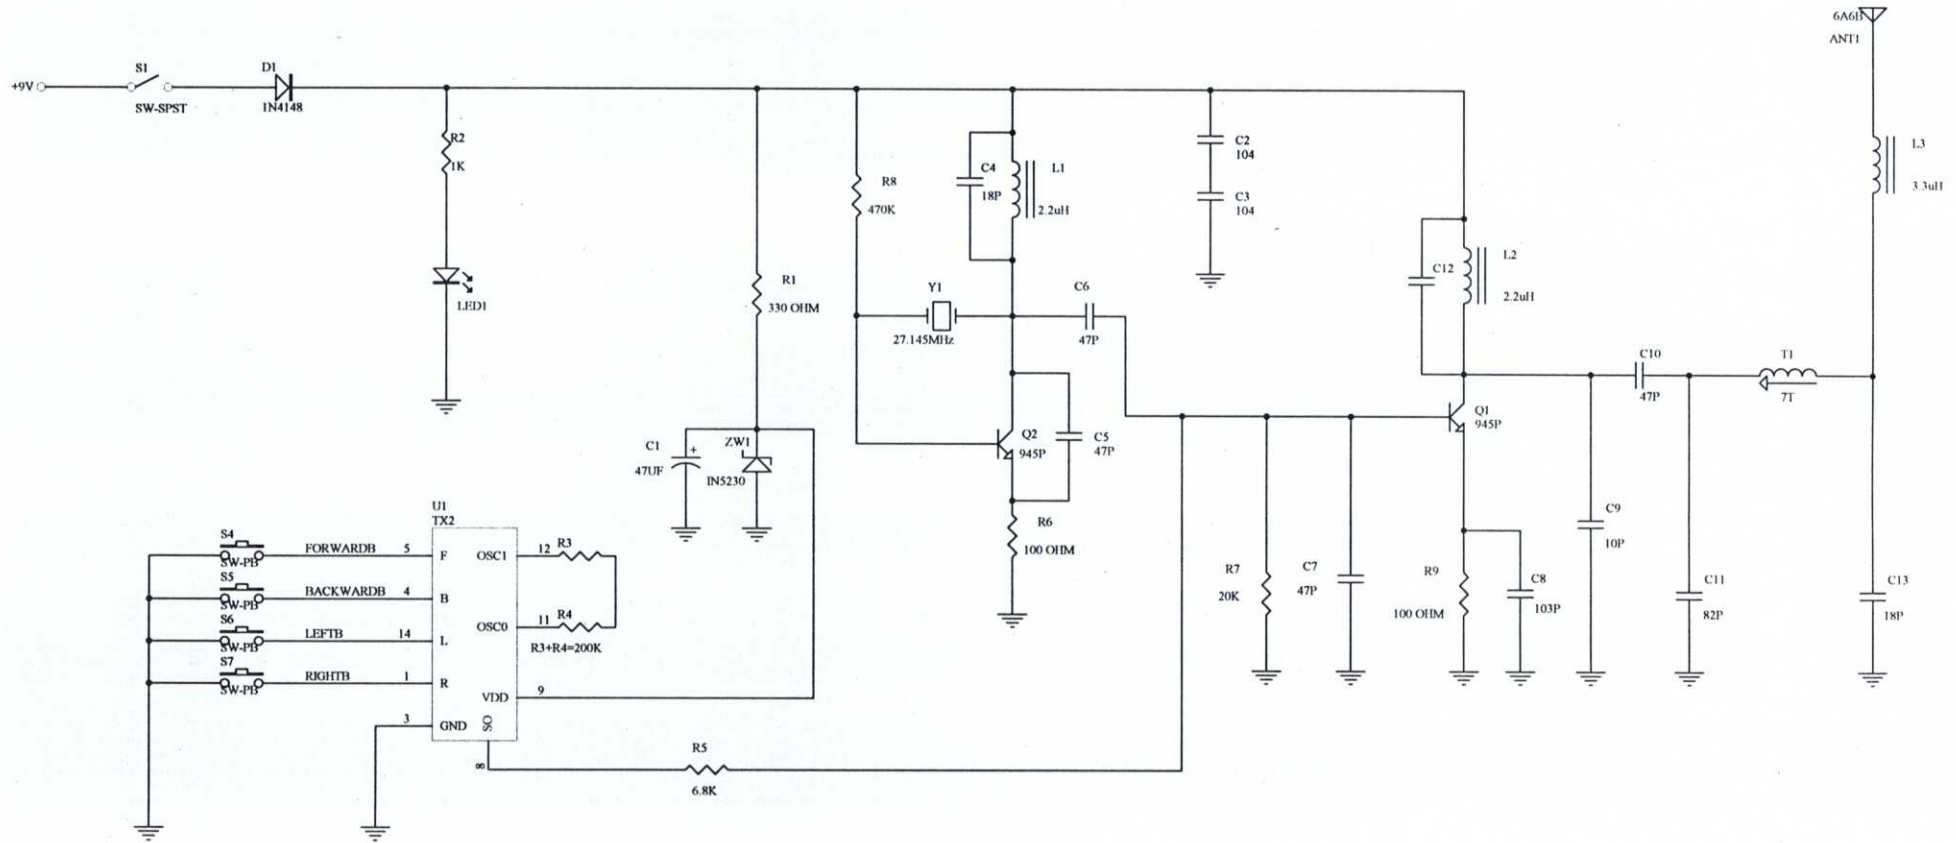 6A6B
ANT1
+9V
S1
SW-SPST
D1
1N4148
R2
1K
LED1
R1
330 OHM
R8
470K
C4
18P
L1
2.2uH
C2
104
C3
104
L3
3.3uH
C12
L2
2.2uH
Y1
27.145MHz
C6
47P
C10
47P
T1
7T
Q1
945P
Q2
945P
C5
47P
C1
47UF
+
ZW1
IN5230
R6
100 OHM
R7
20K
C7
47P
R9
100 OHM
C8
103P
C9
10P
C11
82P
C13
18P
U1
TX2
S4
SW-PB
FORWARDB
5
F
OSC1
12
R3
S5
SW-PB
BACKWARDB
4
B
S6
SW-PB
LEFTB
14
L
OSC0
11
R4
R3+R4=200K
S7
SW-PB
RIGHTB
1
R
VDD
9
3
GND
SO
8
R5
6.8K